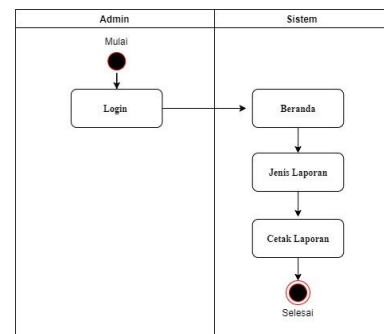 Admin
Sistem
Mulai
Login
Beranda
Jenis Laporan
Cetak Laporan
Selesai